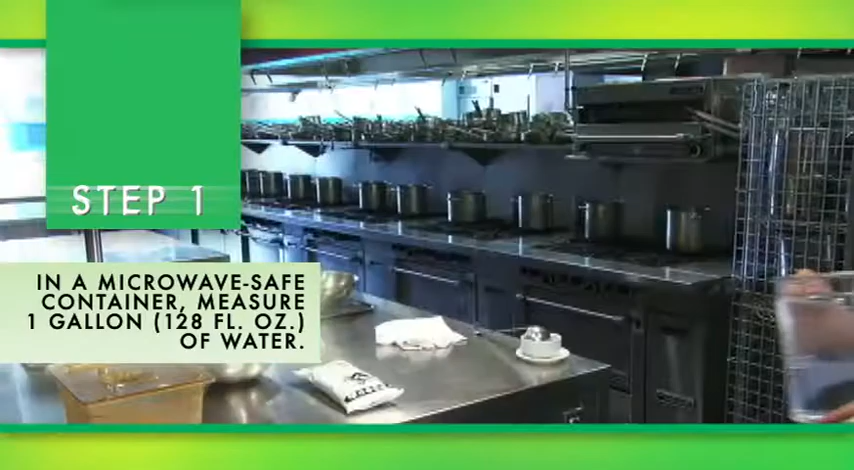 STEP 1
IN A MICROWAVE-SAFE
CONTAINER, MEASURE
1 GALLON (128 FL. OZ.)
OF WATER.